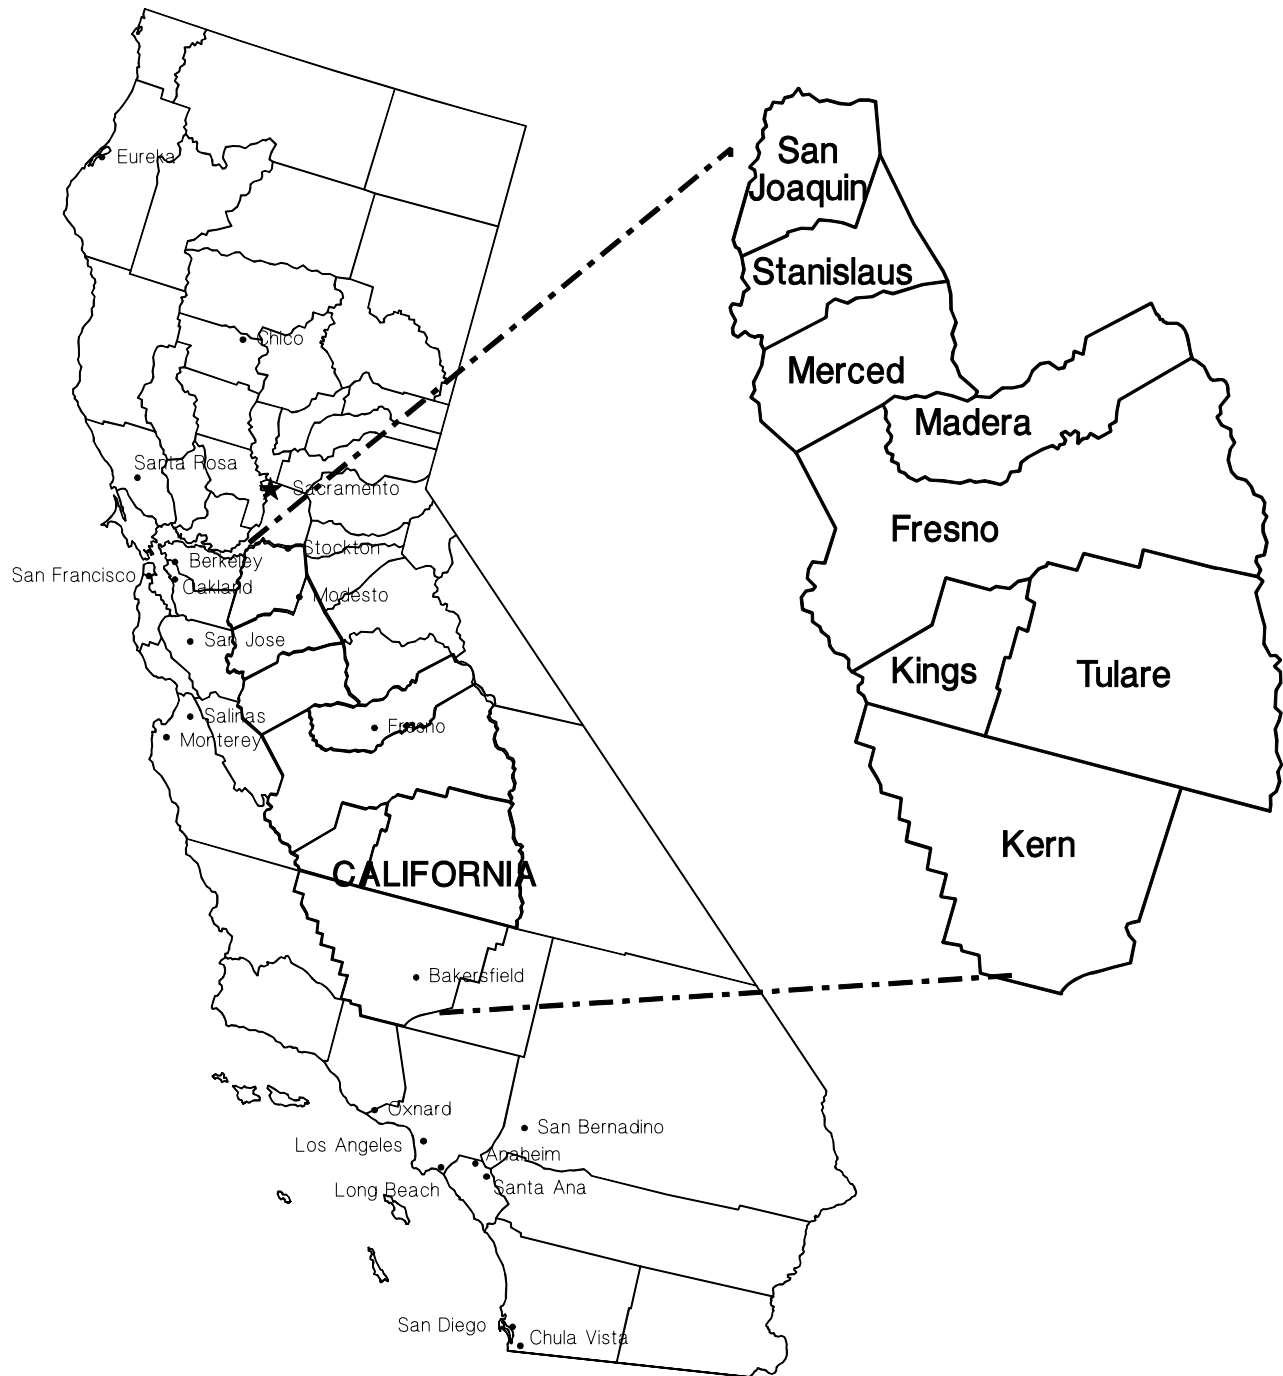 Eureka
Chico
Santa Rosa
Sacramento
Stockton
Berkeley
San Francisco
Oakland
Modesto
San Jose
Salinas
Monterey
Fresno
CALIFORNIA
Bakersfield
Oxnard
San Bernadino
Los Angeles
Anaheim
Long Beach
Santa Ana
San Diego
Chula Vista
San
Joaquin
Stanislaus
Merced
Madera
Fresno
Kings
Tulare
Kern